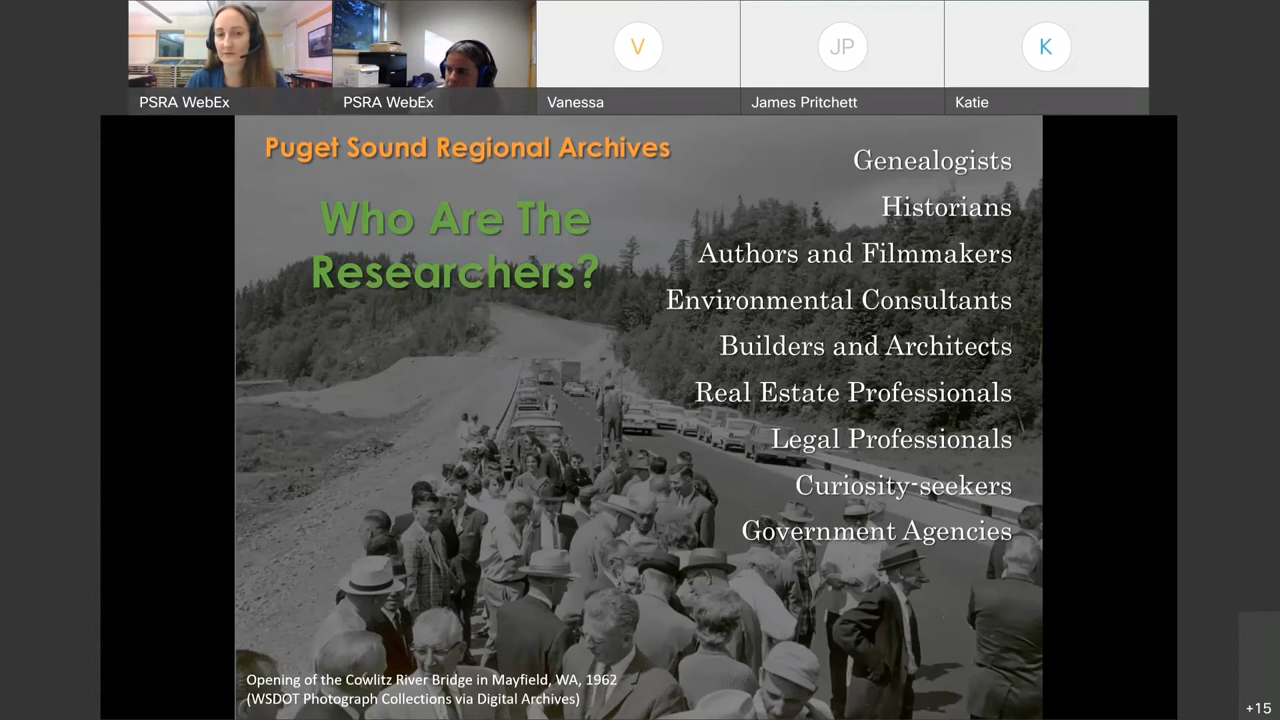 V
JP
K
PSRA WebEx
PSRA WebEx
Vanessa
James Pritchett
Katie
Puget Sound Regional Archives
Who Are The
Researchers?
Genealogists
Historians
Authors and Filmmakers
Environmental Consultants
Builders and Architects
Real Estate Professionals
Legal Professionals
Curiosity-seekers
Government Agencies
Opening of the Cowlitz River Bridge in Mayfield, WA, 1962
(WSDOT Photograph Collections via Digital Archives)
+15